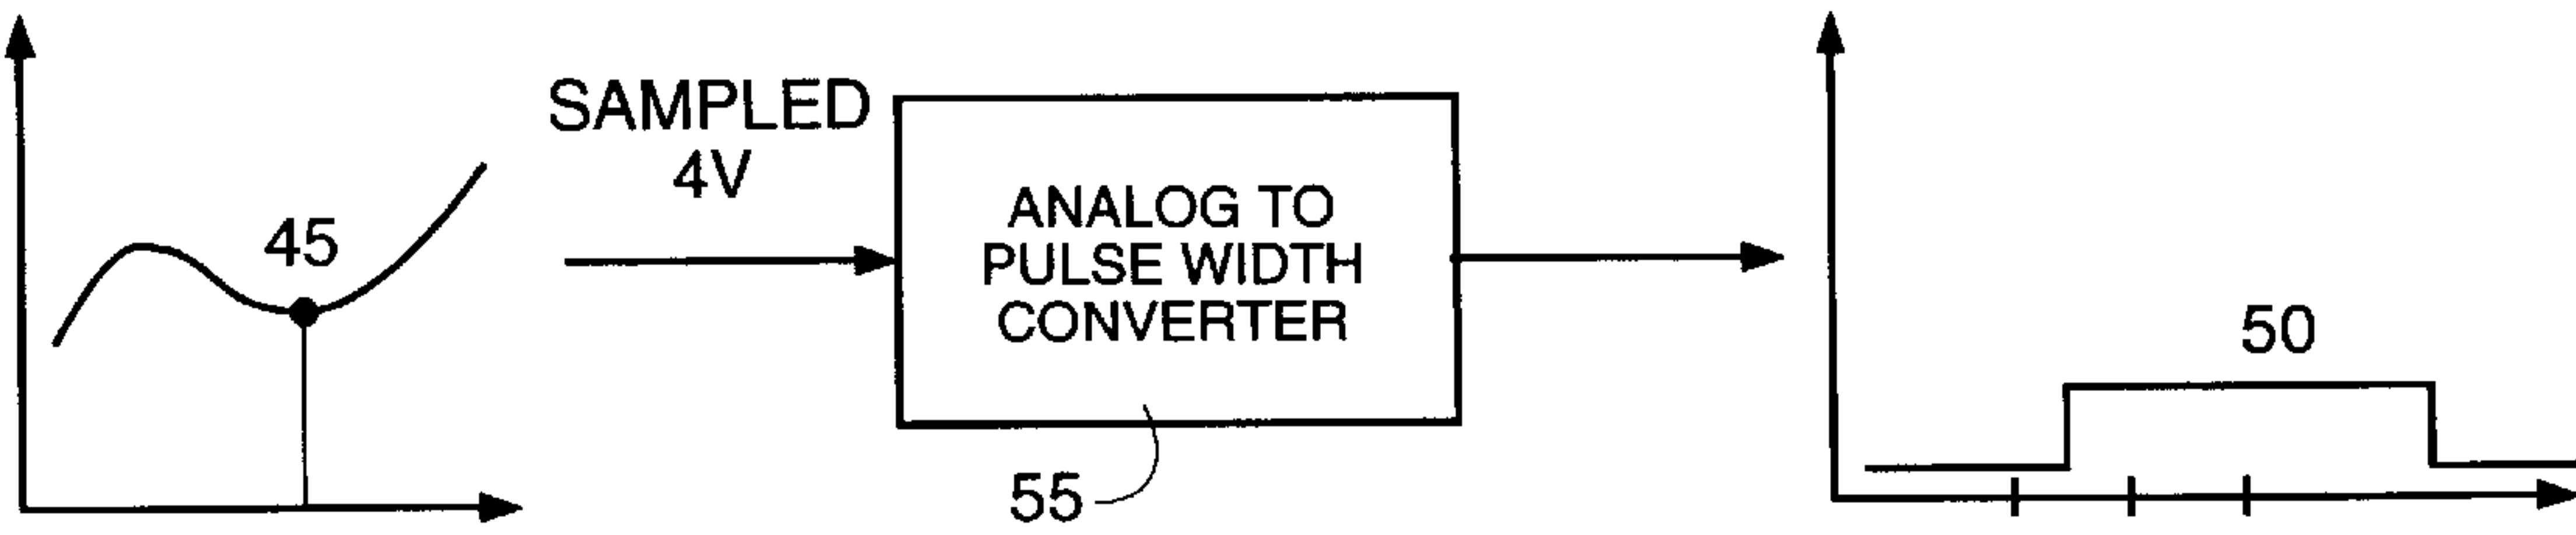 45
SAMPLED
4V
ANALOG TO
PULSE WIDTH
CONVERTER
55
50